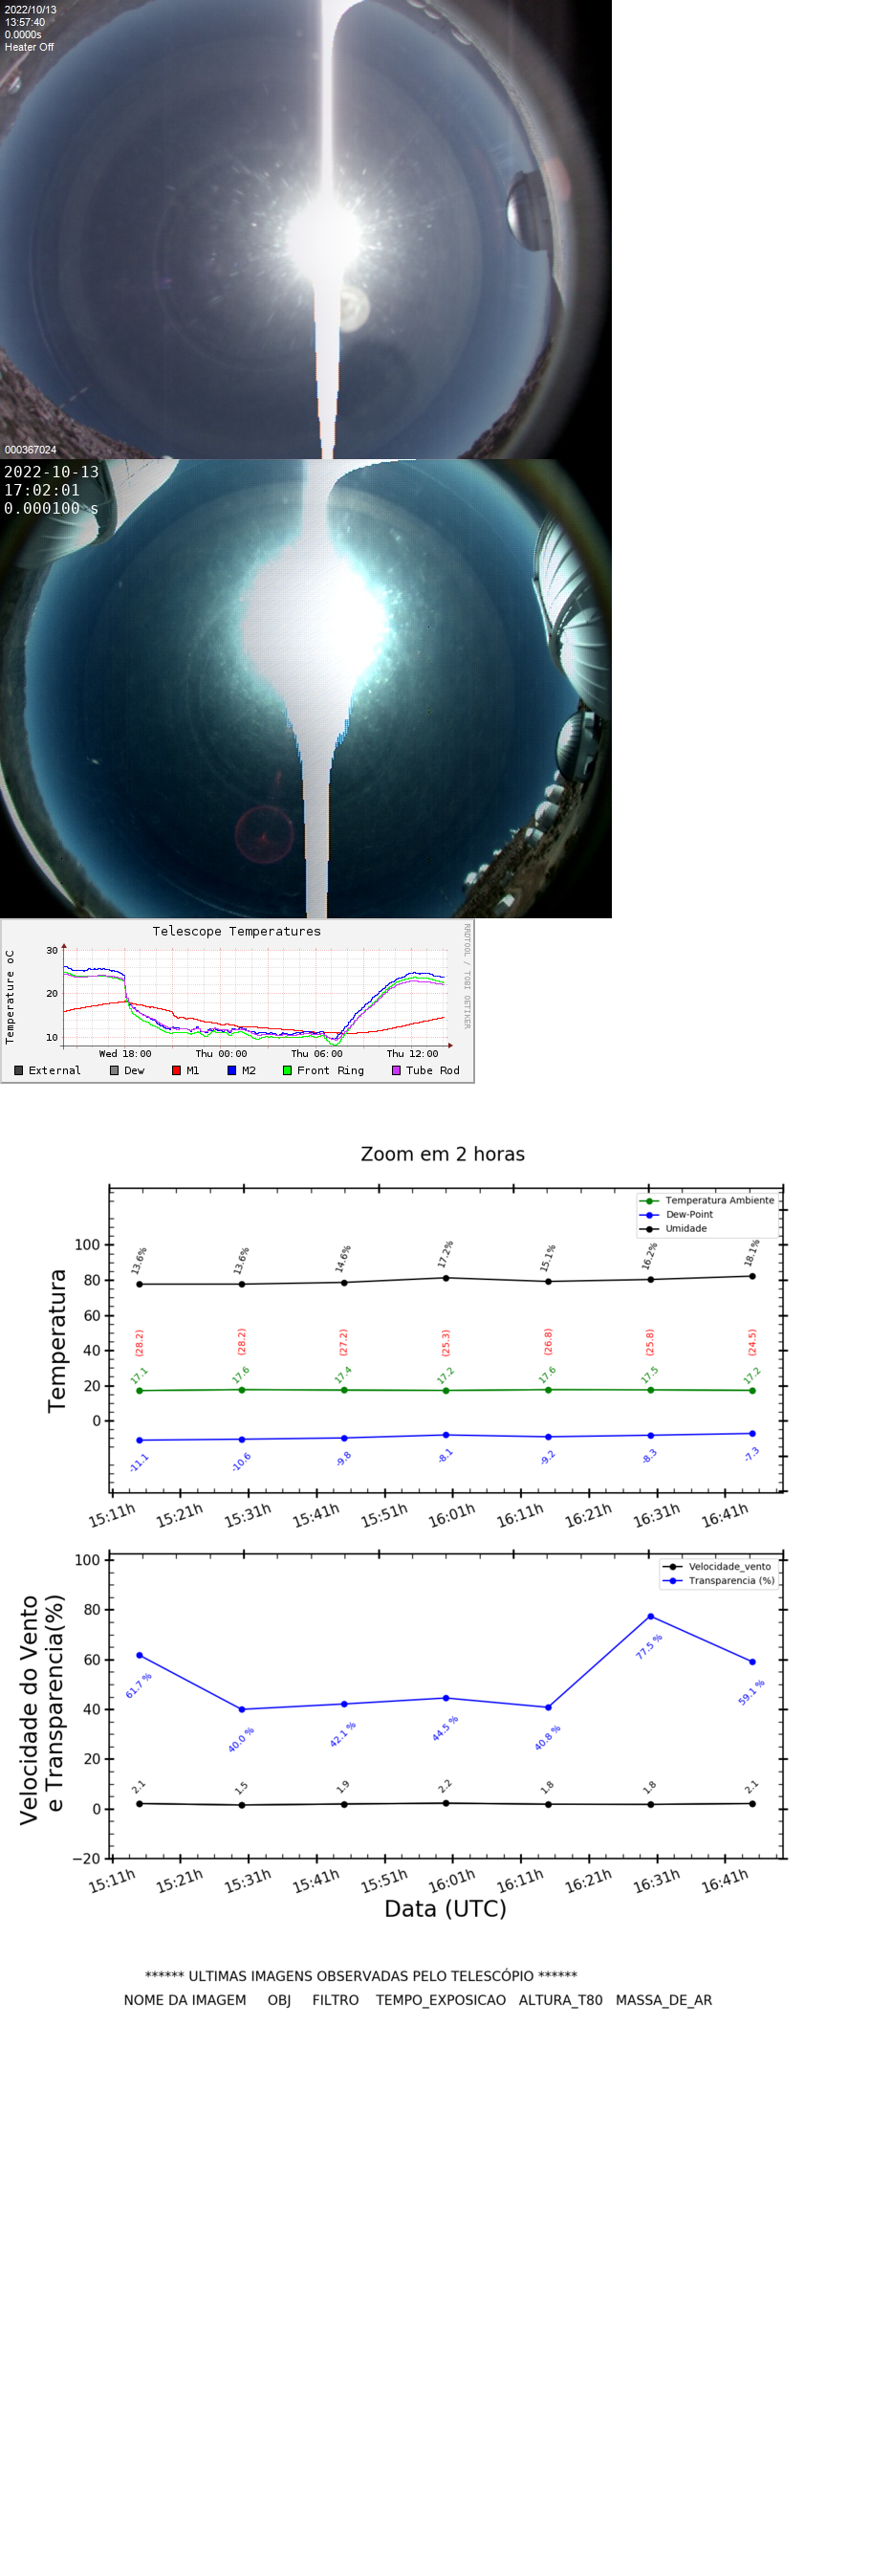 2022/10/13
13:57:40
0.0000s
Heater Off
000367024
2022-10-13
17:02:01
0.000100 s
Telescope Temperatures
RRDTOOL / TOBI OETIKER
Temperature oC
30
20
10
Wed 18:00 Thu 00:00 Thu 06:00 Thu 12:00
External Dew M1 M2 Front Ring Tube Rod
Zoom em 2 horas
Temperatura
Temperatura Ambiente
Dew-Point
Umidade
100
80
60
40
20
0
13.6% 13.6% 14.6% 17.2% 15.1% 16.2% 18.1%
(28.2) (28.2) (27.2) (25.3) (26.8) (25.8) (24.5)
17.1 17.6 17.4 17.2 17.6 17.5 17.2
-11.1 -10.6 -9.8 -8.1 -9.2 -8.3 -7.3
15:11h 15:21h 15:31h 15:41h 15:51h 16:01h 16:11h 16:21h 16:31h 16:41h
Velocidade do Vento
e Transparencia(%)
Velocidade_vento
Transparencia (%)
100
80
60
40
20
0
−20
61.7 % 40.0 % 42.1 % 44.5 % 40.8 % 77.5 % 59.1 %
2.1 1.5 1.9 2.2 1.8 1.8 2.1
15:11h 15:21h 15:31h 15:41h 15:51h 16:01h 16:11h 16:21h 16:31h 16:41h
Data (UTC)
****** ULTIMAS IMAGENS OBSERVADAS PELO TELESCÓPIO ******
NOME DA IMAGEM OBJ FILTRO TEMPO_EXPOSICAO ALTURA_T80 MASSA_DE_AR